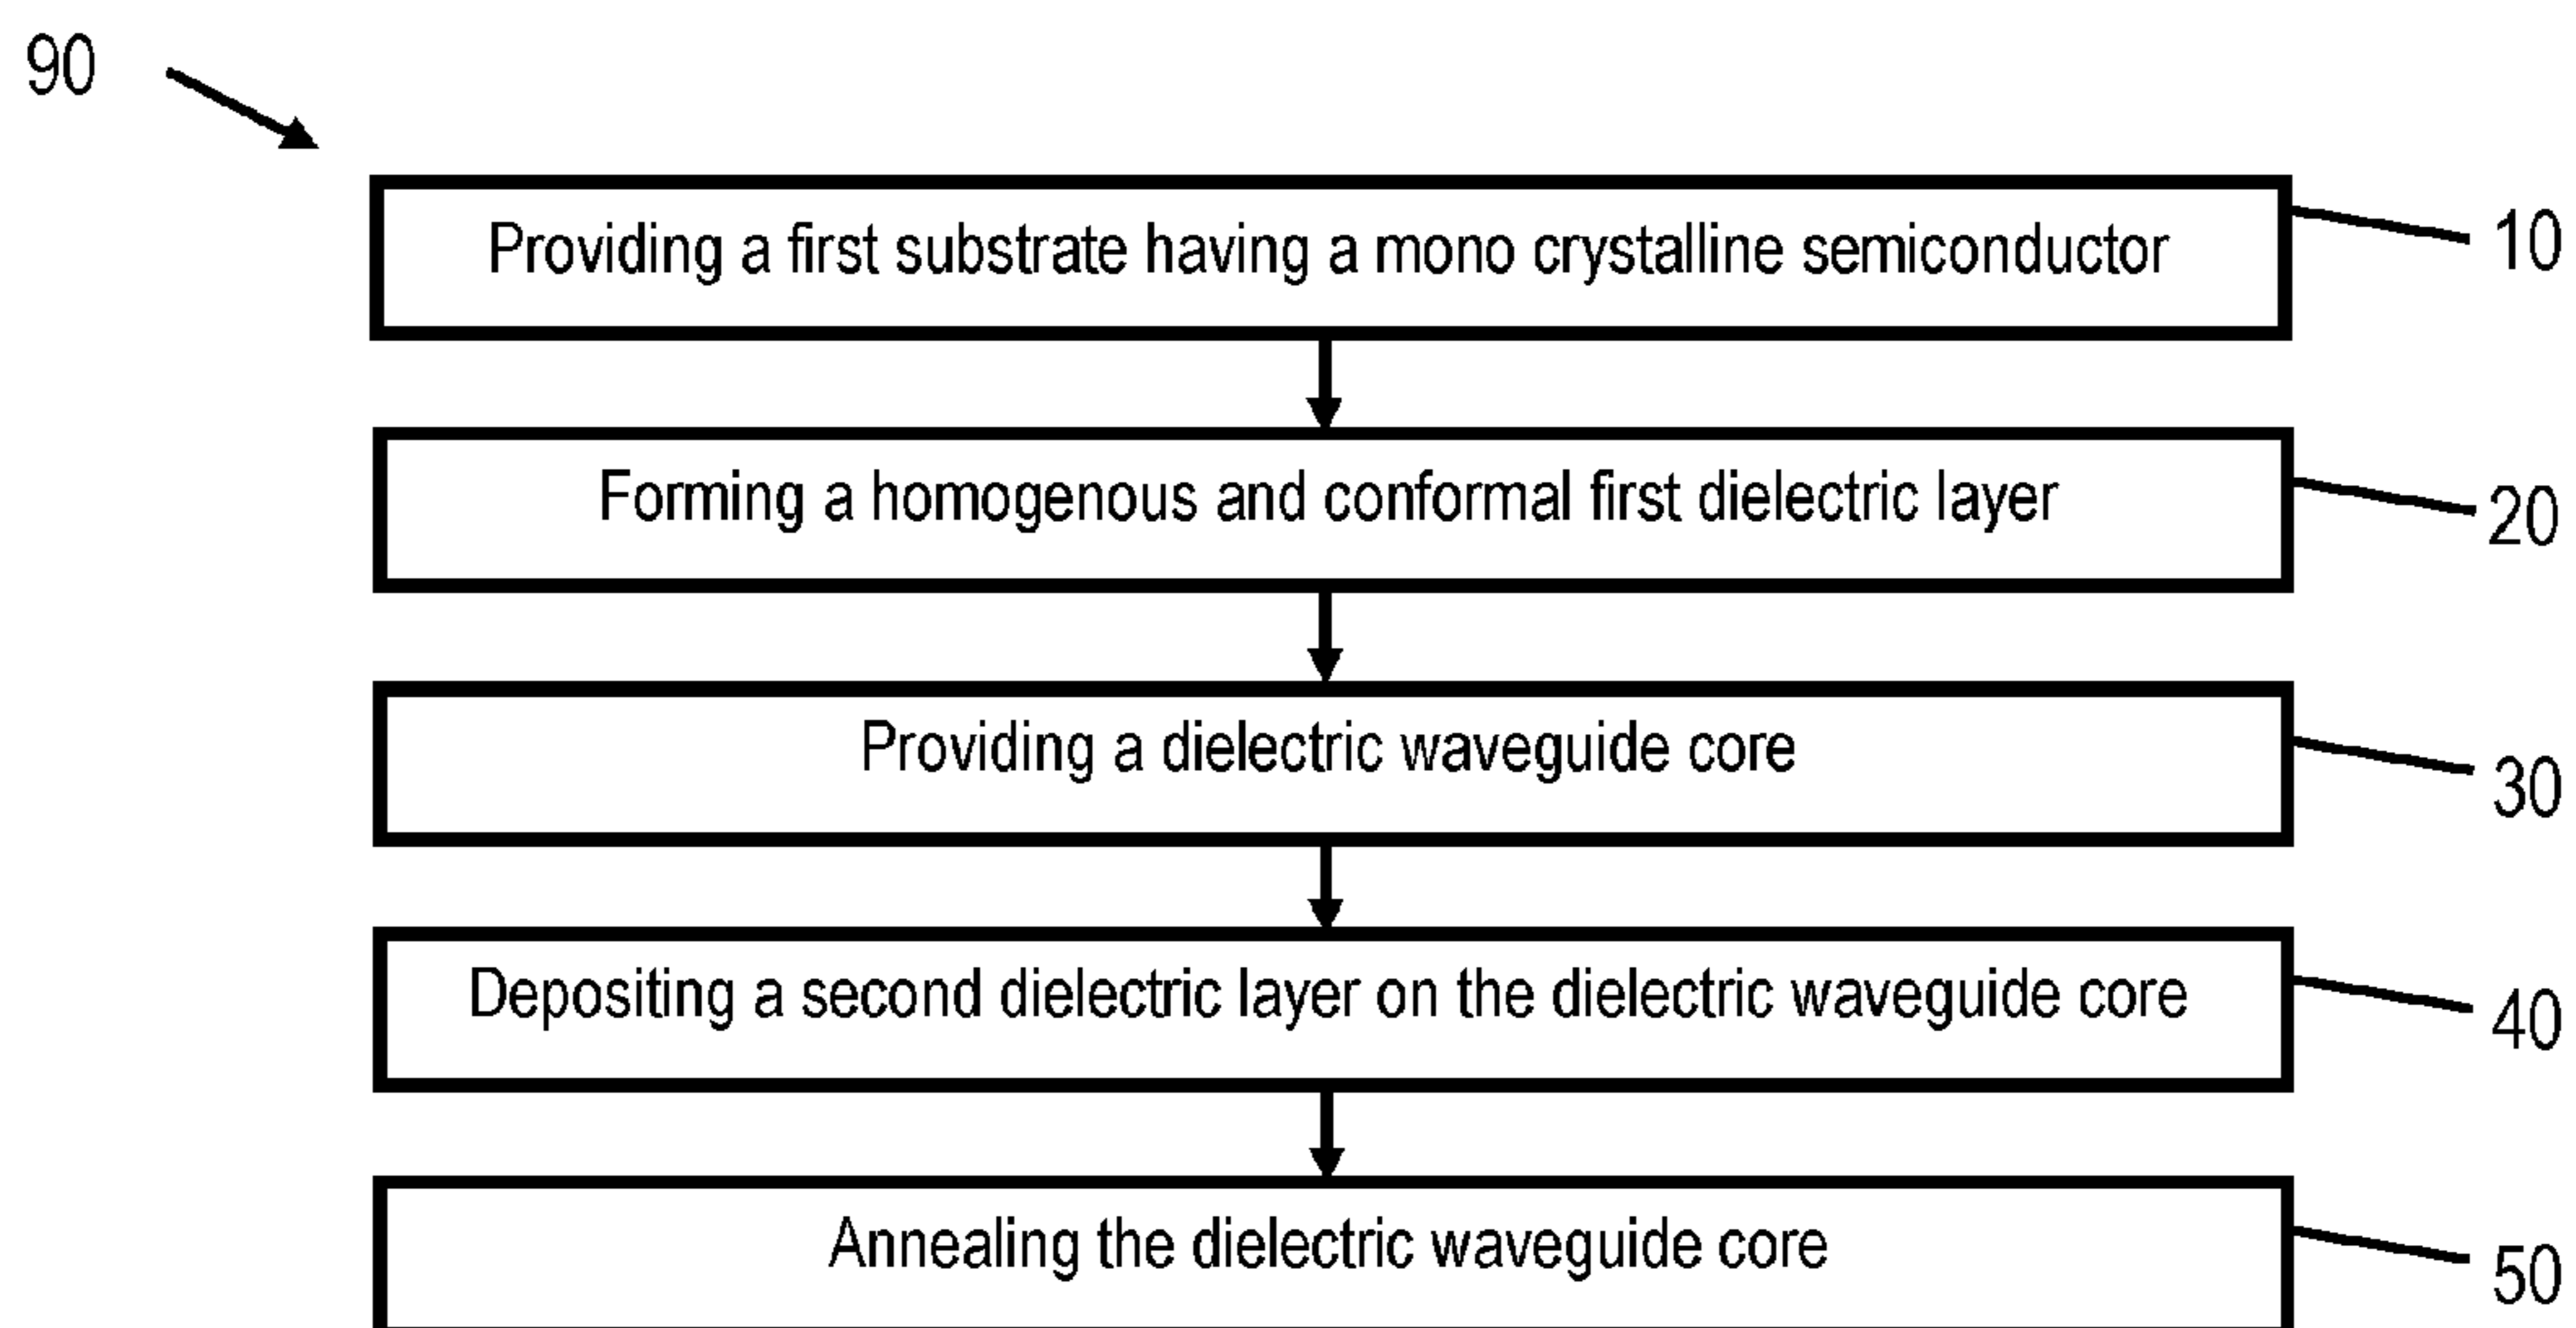 90
Providing a first substrate having a mono crystalline semiconductor
10
Forming a homogenous and conformal first dielectric layer
20
Providing a dielectric waveguide core
30
Depositing a second dielectric layer on the dielectric waveguide core
40
Annealing the dielectric waveguide core
50